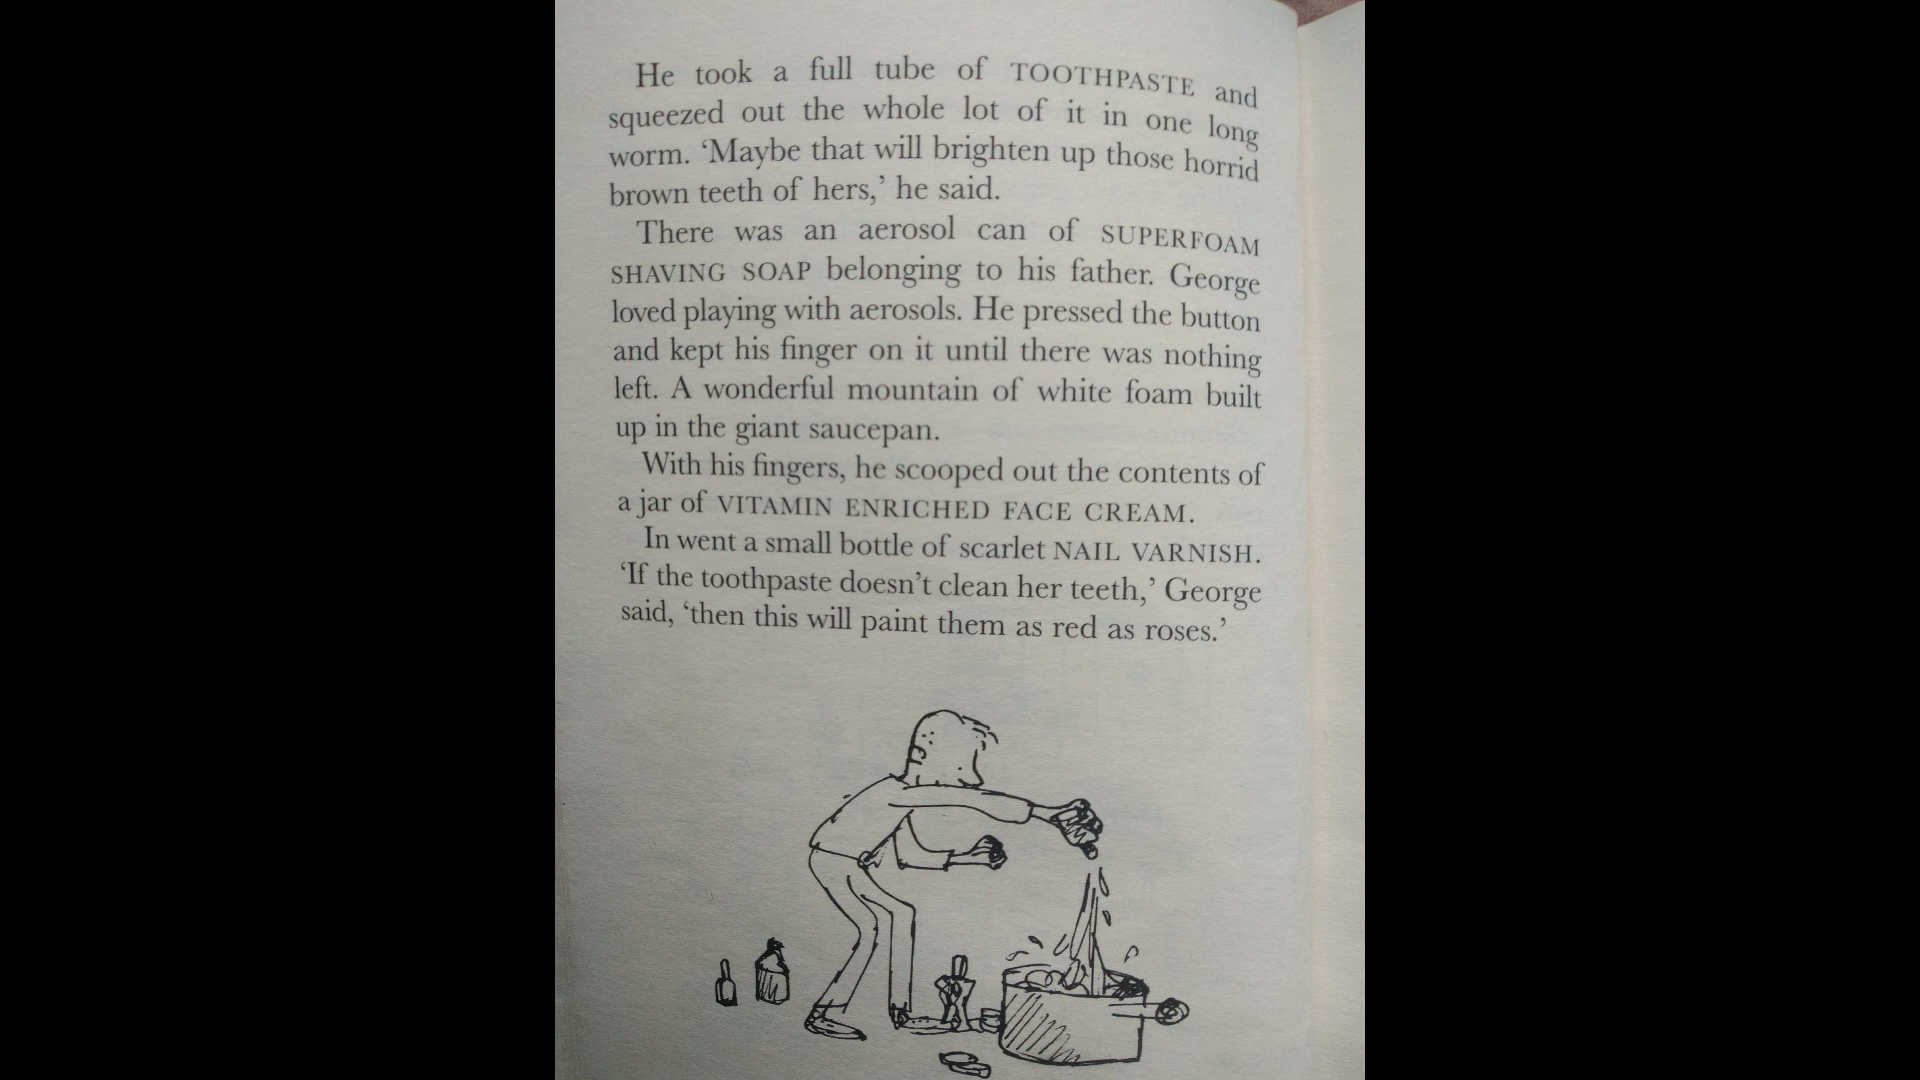 He took a full tube of TOOTHPASTE and
squeezed out the whole lot of it in one long
worm. ‘Maybe that will brighten up those horrid
brown teeth of hers,’ he said.
There was an aerosol can of SUPERFOAM
SHAVING SOAP belonging to his father. George
loved playing with aerosols. He pressed the button
and kept his finger on it until there was nothing
left. A wonderful mountain of white foam built
up in the giant saucepan.
With his fingers, he scooped out the contents of
a jar of VITAMIN ENRICHED FACE CREAM.
In went a small bottle of scarlet NAIL VARNISH.
‘If the toothpaste doesn’t clean her teeth,’ George
said, ‘then this will paint them as red as roses.’